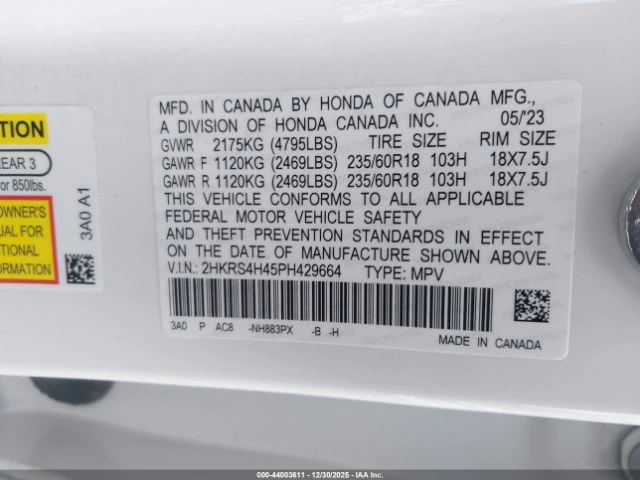 TION
REAR 3
or 850lbs.
OWNER'S
UAL FOR
TIONAL
FORMATION
3A0 A1
MFD. IN CANADA BY HONDA OF CANADA MFG.,
A DIVISION OF HONDA CANADA INC. 05/'23
GVWR 2175KG (4795LBS) TIRE SIZE RIM SIZE
GAWR F 1120KG (2469LBS) 235/60R18 103H 18X7.5J
GAWR R 1120KG (2469LBS) 235/60R18 103H 18X7.5J
THIS VEHICLE CONFORMS TO ALL APPLICABLE
FEDERAL MOTOR VEHICLE SAFETY
AND THEFT PREVENTION STANDARDS IN EFFECT
ON THE DATE OF MANUFACTURE SHOWN ABOVE.
V.I.N.: 2HKRS4H45PH429664 TYPE: MPV
3A0 P AC8 -NH883PX -B -H
MADE IN CANADA
000-44003611 - 12/30/2025 - IAAI Inc.